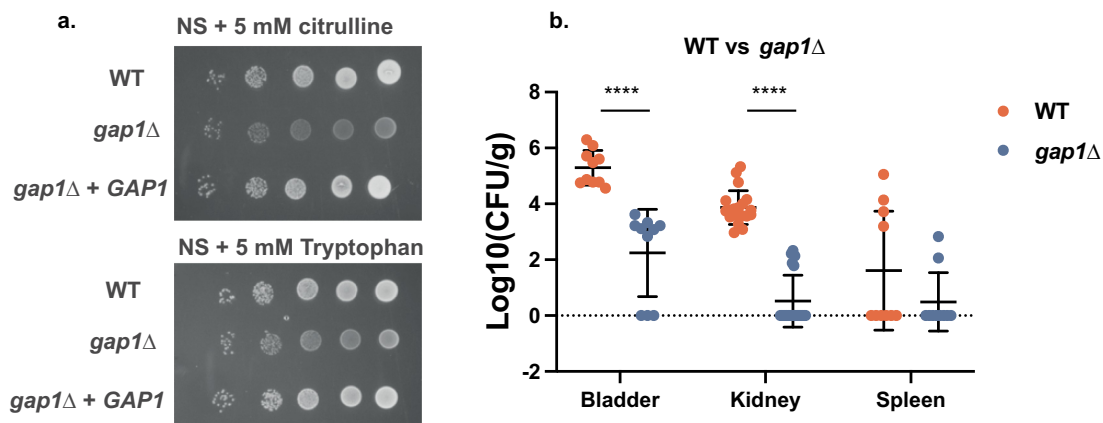 a.
NS + 5 mM citrulline
WT
gap1Δ
gap1Δ + GAP1
NS + 5 mM Tryptophan
WT
gap1Δ
gap1Δ + GAP1
b.
WT vs gap1Δ
Log10(CFU/g)
8
6
4
2
0
-2
****
****
Bladder
Kidney
Spleen
WT
gap1Δ